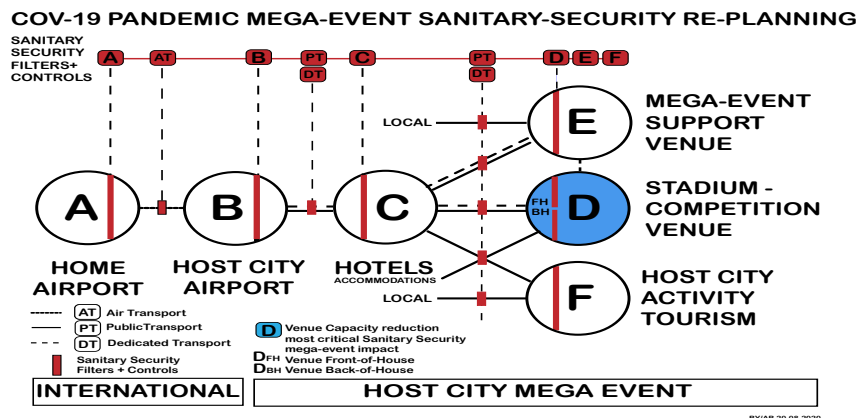 COV-19 PANDEMIC MEGA-EVENT SANITARY-SECURITY RE-PLANNING
SANITARY
SECURITY
FILTERS+
CONTROLS
A AT B PT C PT D E F
DT DT
LOCAL
E
MEGA-EVENT
SUPPORT
VENUE
A B C
FH
BH
D
STADIUM -
COMPETITION
VENUE
HOME
AIRPORT
HOST CITY
AIRPORT
HOTELS
ACCOMMODATIONS
LOCAL
F
HOST CITY
ACTIVITY
TOURISM
AT Air Transport
PT PublicTransport
DT Dedicated Transport
Sanitary Security
Filters + Controls
D Venue Capacity reduction
most critical Sanitary Security
mega-event impact
DFH Venue Front-of-House
DBH Venue Back-of-House
INTERNATIONAL
HOST CITY MEGA EVENT